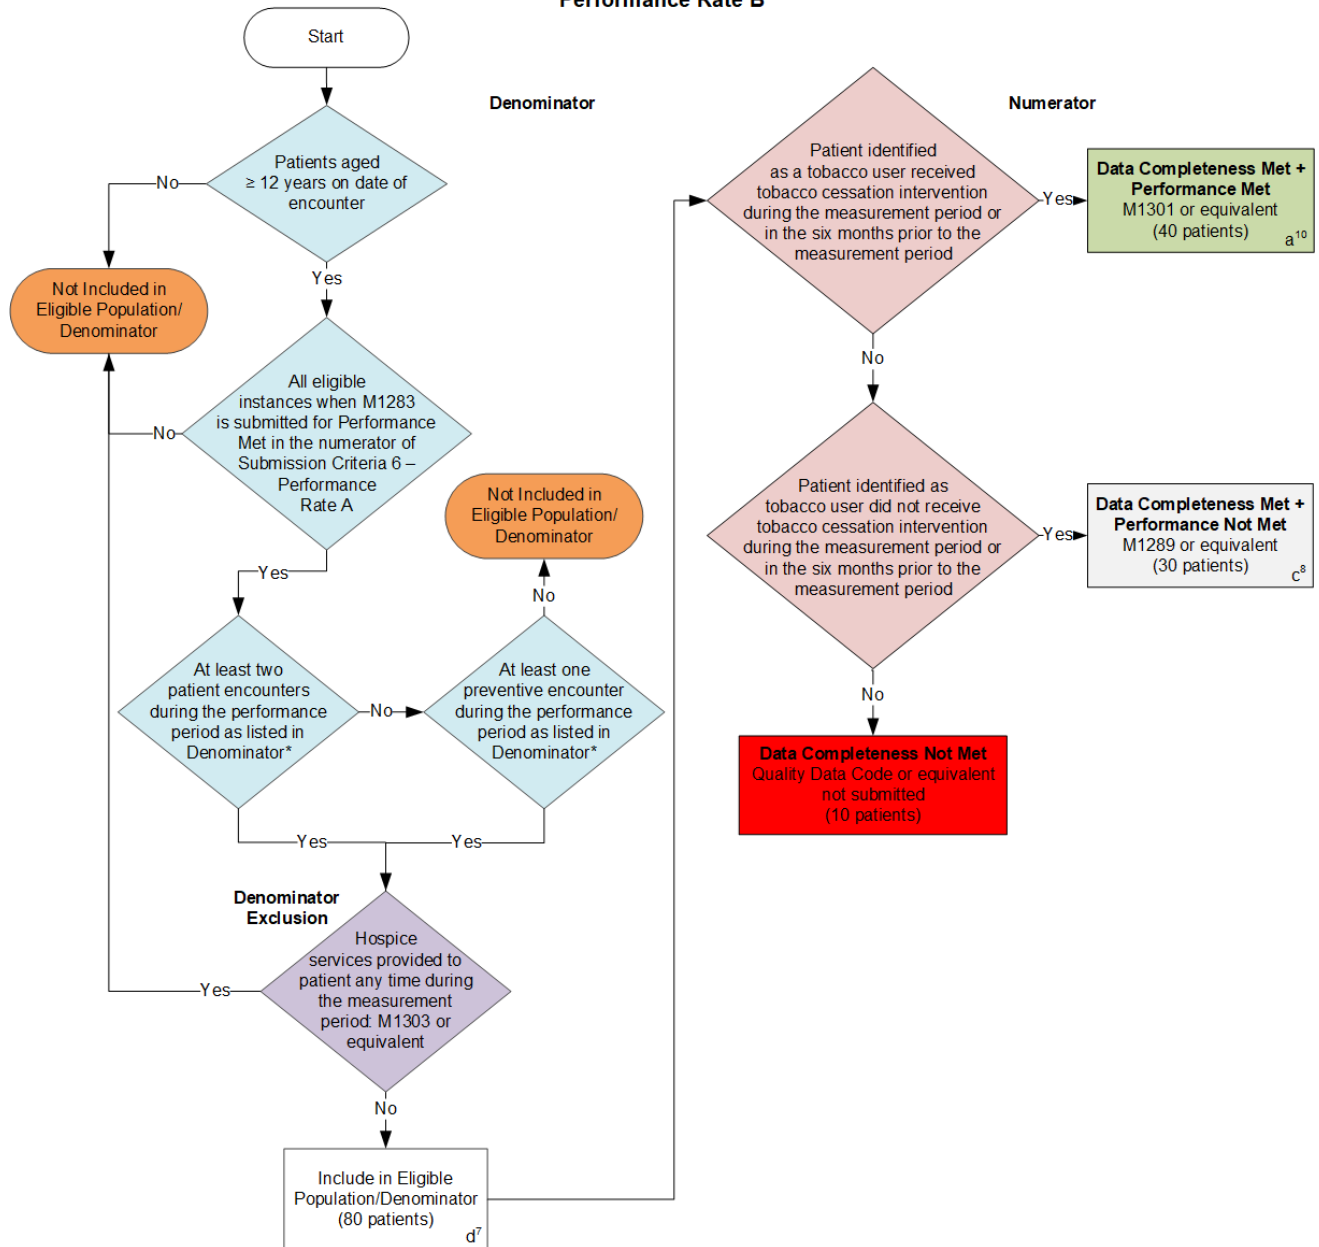 Performance Rate B
Start
Denominator
Patients aged
≥ 12 years on date of
encounter
No
Yes
Not Included in
Eligible Population/
Denominator
All eligible
instances when M1283
is submitted for Performance
Met in the numerator of
Submission Criteria 6 –
Performance
Rate A
No
Yes
Not Included in
Eligible Population/
Denominator
No
At least two
patient encounters
during the performance
period as listed in
Denominator*
No
At least one
preventive encounter
during the performance
period as listed in
Denominator*
Yes
Yes
Denominator
Exclusion
Hospice
services provided to
patient any time during
the measurement
period: M1303 or
equivalent
Yes
No
Include in Eligible
Population/Denominator
(80 patients)
d⁷
Numerator
Patient identified
as a tobacco user received
tobacco cessation intervention
during the measurement period or
in the six months prior to the
measurement period
Yes
Data Completeness Met +
Performance Met
M1301 or equivalent
(40 patients)
a¹⁰
No
Patient identified as
tobacco user did not receive
tobacco cessation intervention
during the measurement period or
in the six months prior to the
measurement period
Yes
Data Completeness Met +
Performance Not Met
M1289 or equivalent
(30 patients)
c⁸
No
Data Completeness Not Met
Quality Data Code or equivalent
not submitted
(10 patients)